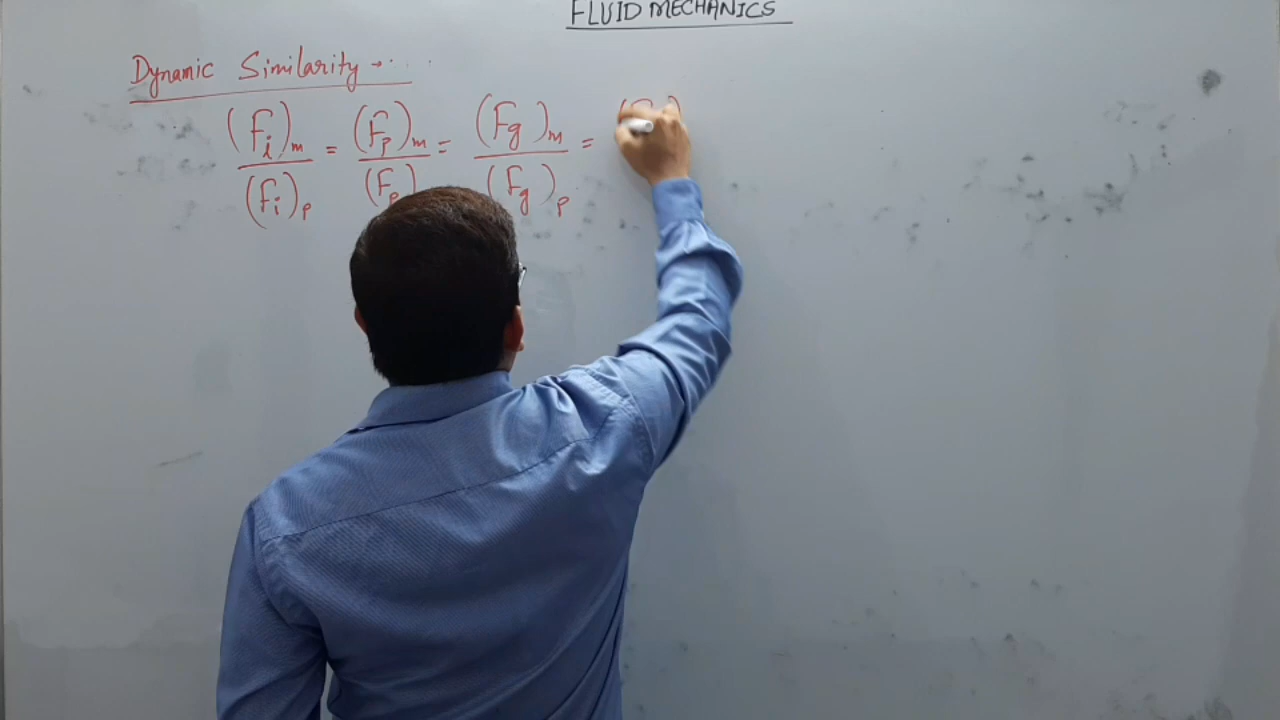 FLUID MECHANICS
Dynamic Similarity →...
(Fi)m = (Fp)m = (Fg)m =
(Fi)p (Fp) (Fg)p